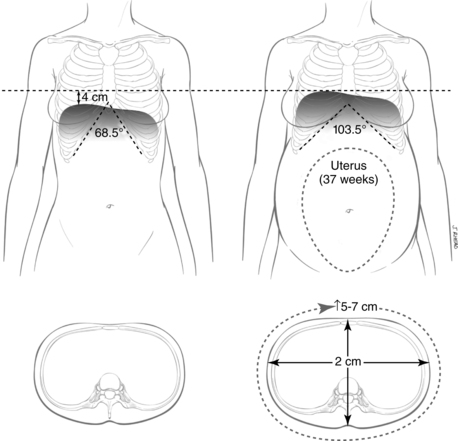 4 cm
68.5°
103.5°
Uterus
(37 weeks)
↑5-7 cm
2 cm